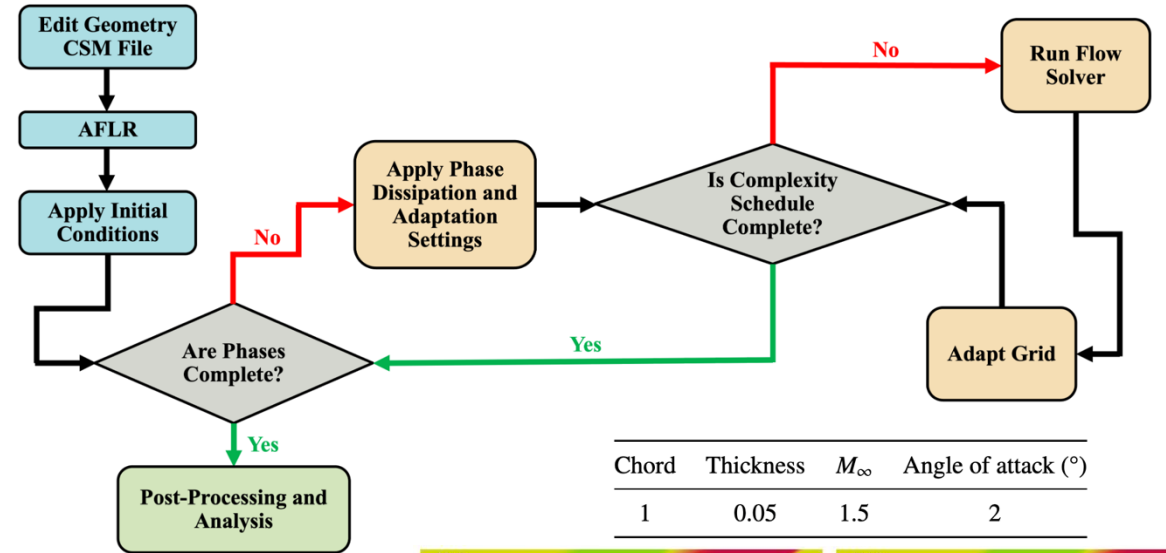 Edit Geometry
CSM File
AFLR
Apply Initial
Conditions
No
Apply Phase
Dissipation and
Adaptation
Settings
Is Complexity
Schedule
Complete?
No
Run Flow
Solver
Adapt Grid
Yes
Are Phases
Complete?
Yes
Post-Processing and
Analysis
Chord Thickness M∞ Angle of attack (°)
1 0.05 1.5 2